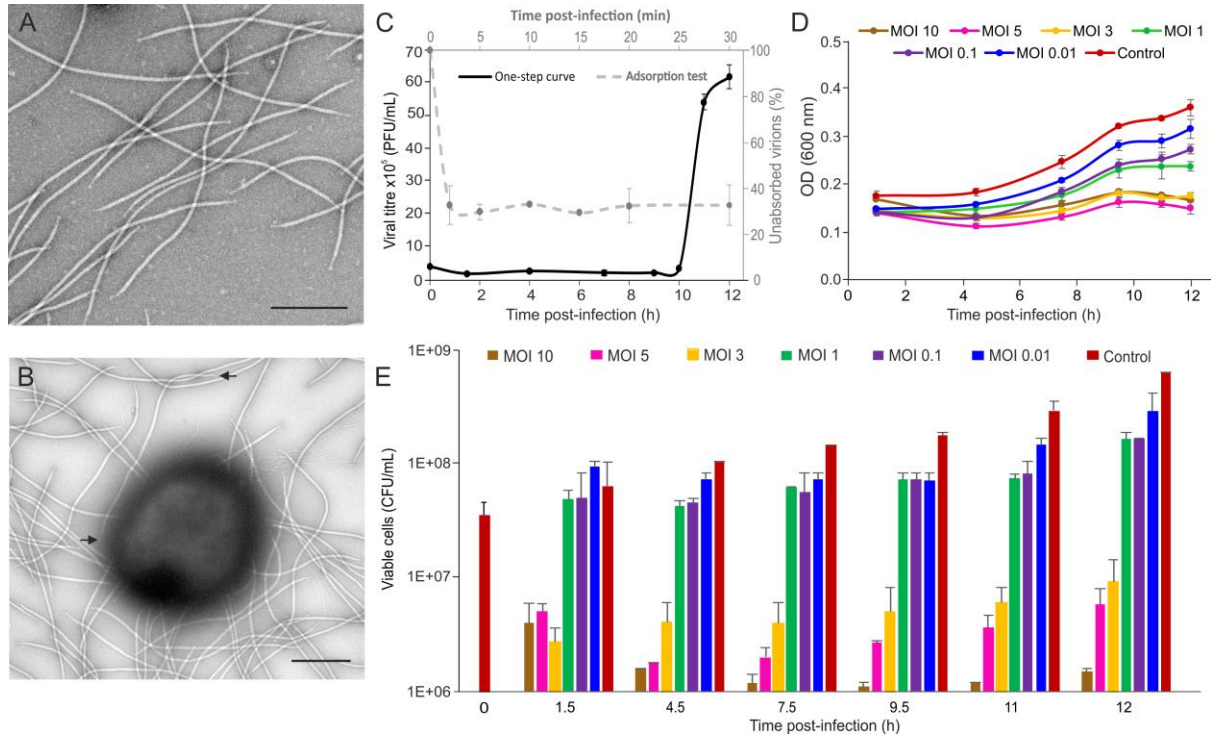 A
B
C
Time post-infection (min)
0 5 10 15 20 25 30
70
60
50
40
30
20
10
0
Viral titre x10⁵ (PFU/mL)
One-step curve
Adsorption test
100
80
60
40
20
0
Unabsorbed virions (%)
0 2 4 6 8 10 12
Time post-infection (h)
D
MOI 10 MOI 5 MOI 3 MOI 1
MOI 0.1 MOI 0.01 Control
0.5
0.4
0.3
0.2
0.1
0.0
OD (600 nm)
0 2 4 6 8 10 12
Time post-infection (h)
E
MOI 10 MOI 5 MOI 3 MOI 1 MOI 0.1 MOI 0.01 Control
1E+09
1E+08
1E+07
1E+06
Viable cells (CFU/mL)
0 1.5 4.5 7.5 9.5 11 12
Time post-infection (h)